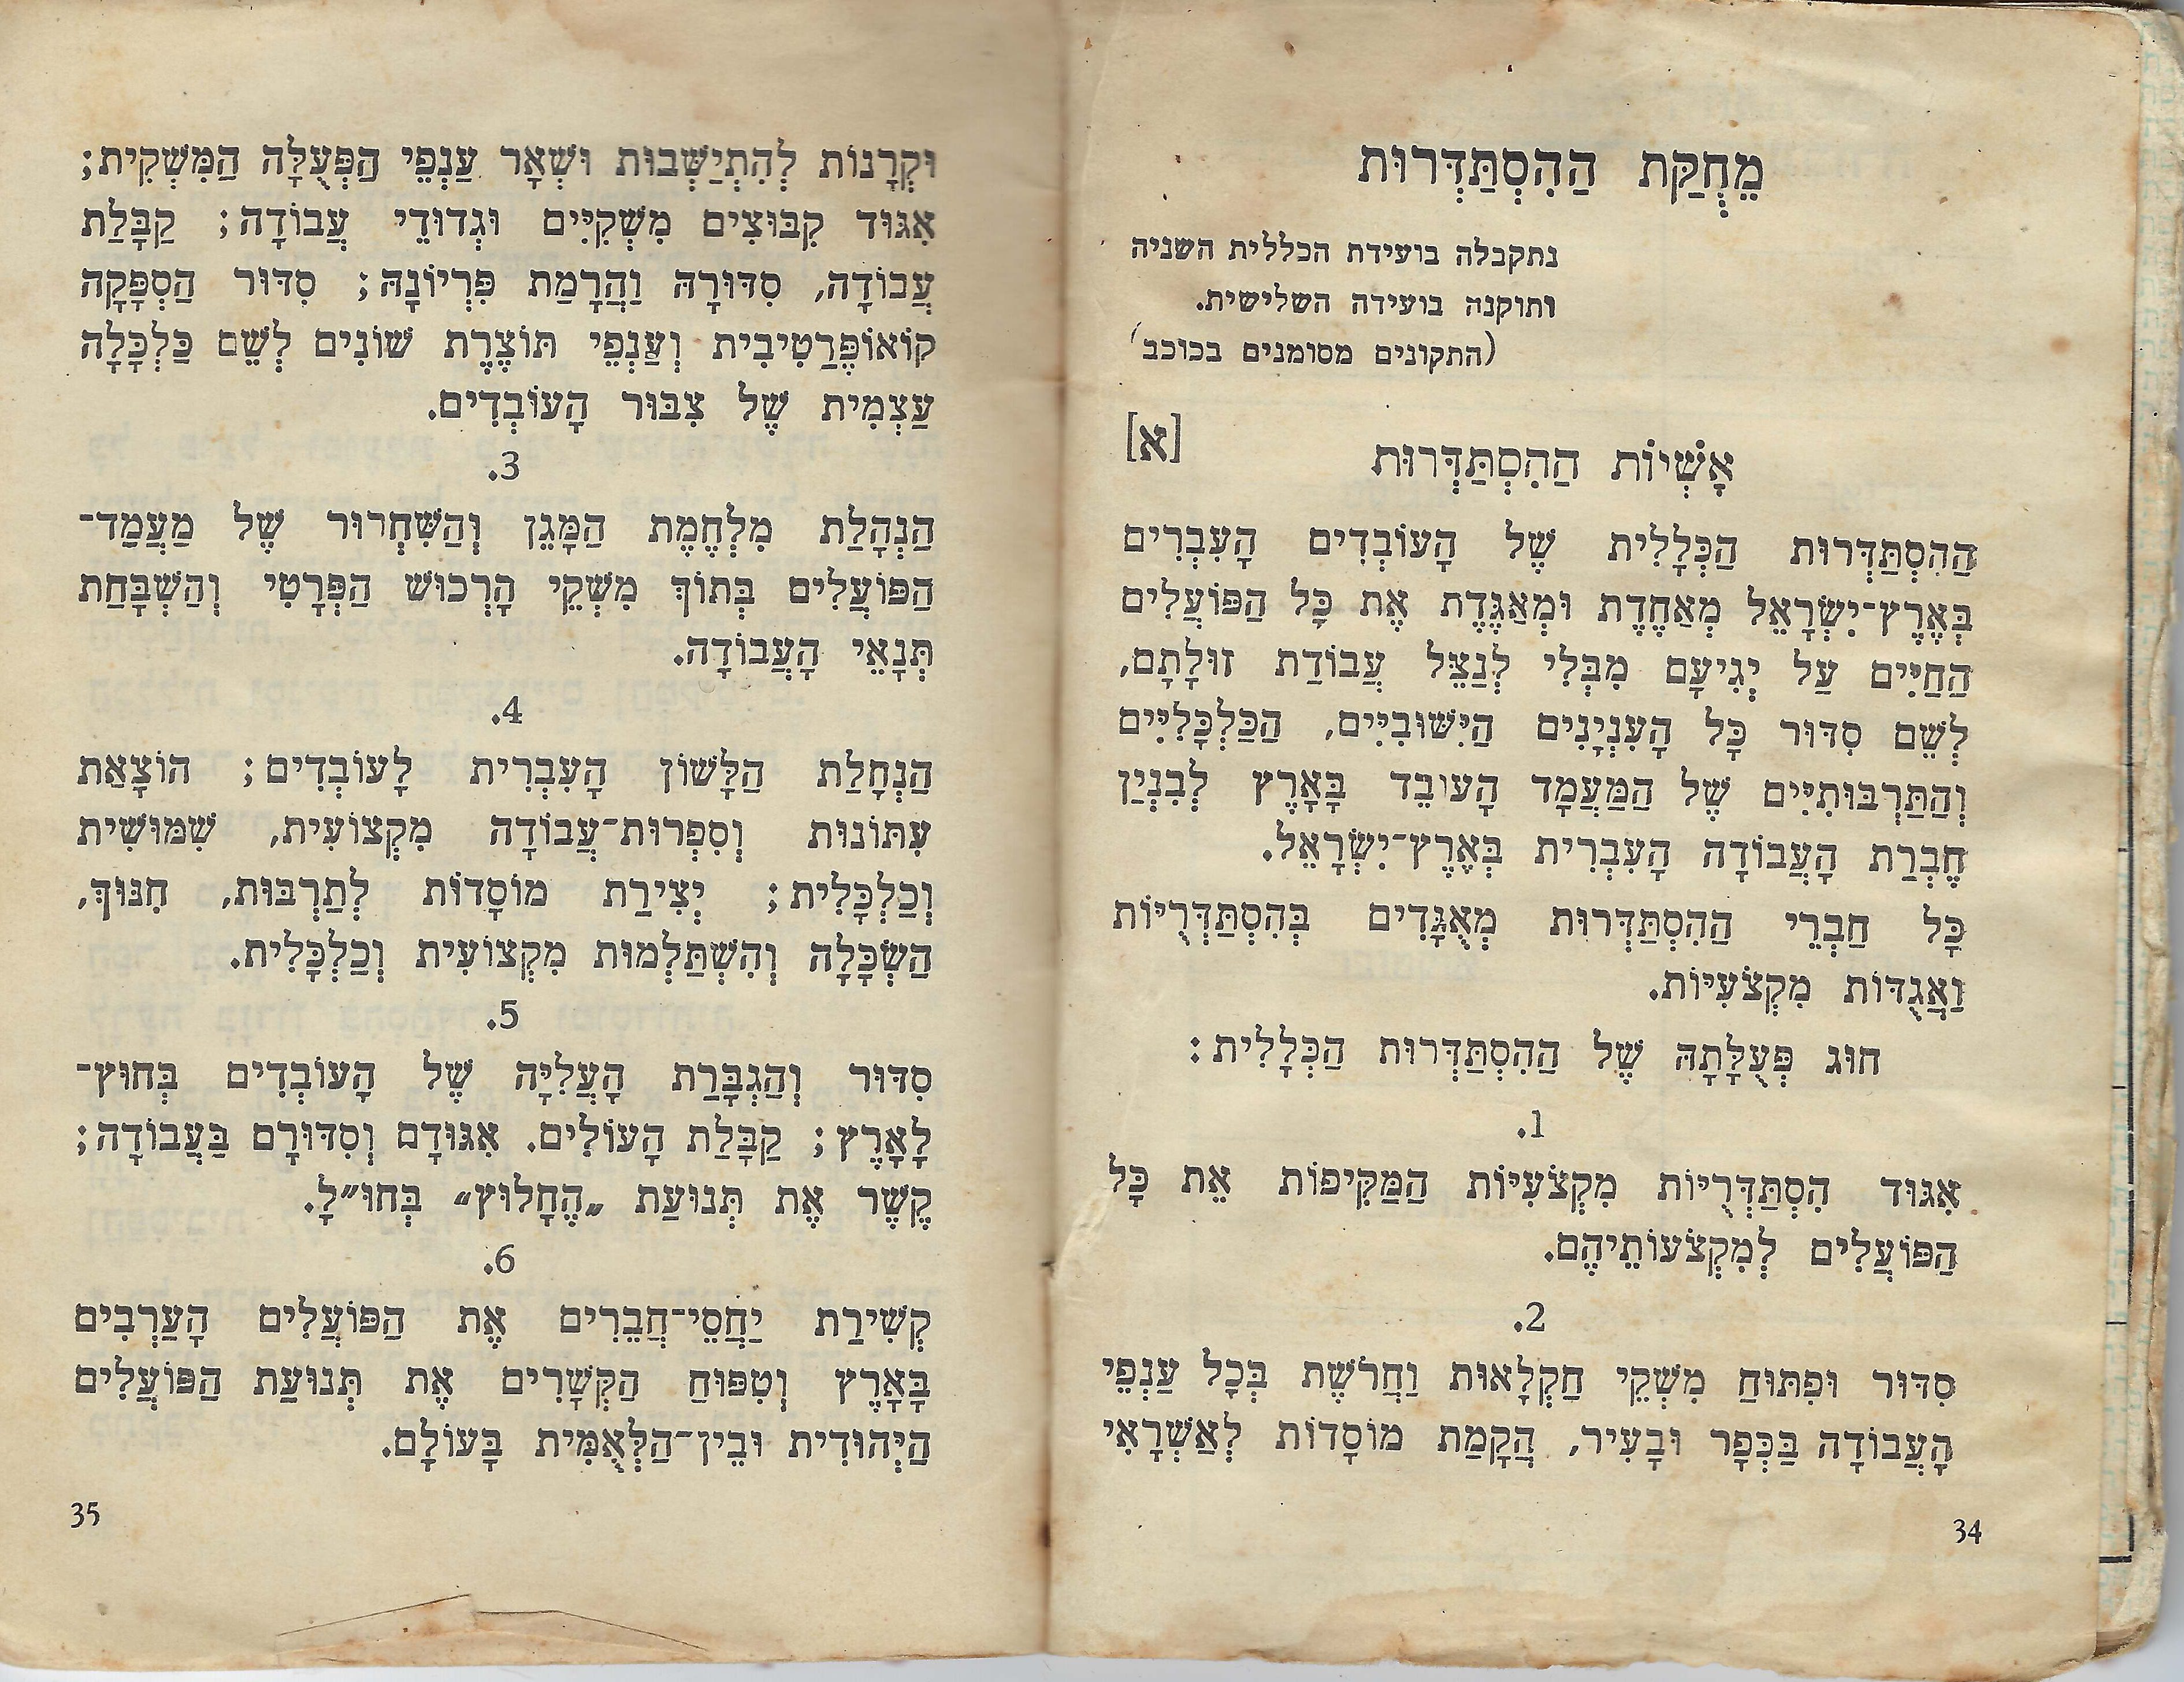 מֵחֻקַּת הַהִסְתַּדְּרוּת
נתקבלה בועידת הכללית השניה
ותוקנה בועידה השלישית.
(התקונים מסומנים בכוכב)
[א]
אָשְׁיוֹת הַהִסְתַּדְּרוּת
הַהִסְתַּדְּרוּת הַכְּלָלִית שֶׁל הָעוֹבְדִים הָעִבְרִים
בְּאֶרֶץ־יִשְׂרָאֵל מְאַחֶדֶת וּמְאַגֶּדֶת אֶת כָּל הַפּוֹעֲלִים
הַחַיִּים עַל יְגִיעָם מִבְּלִי לְנַצֵּל עֲבוֹדַת זוּלָתָם,
לְשֵׁם סִדּוּר כָּל הָעִנְיָנִים הַיִּשּׁוּבִיִּים, הַכַּלְכָּלִיִּים
וְהַתַּרְבּוּתִיִּים שֶׁל הַמַּעֲמָד הָעוֹבֵד בָּאָרֶץ לְבִנְיַן
חֶבְרַת הָעֲבוֹדָה הָעִבְרִית בְּאֶרֶץ־יִשְׂרָאֵל.
כָּל חַבְרֵי הַהִסְתַּדְּרוּת מְאֻגָּדִים בְּהִסְתַּדְּרֻיּוֹת
וַאֲגֻדּוֹת מִקְצֹעִיּוֹת.
חוּג פְּעֻלָּתָהּ שֶׁל הַהִסְתַּדְּרוּת הַכְּלָלִית:
1.
אִגּוּד הִסְתַּדְּרֻיּוֹת מִקְצֹעִיּוֹת הַמַּקִּיפוֹת אֵת כָּל
הַפּוֹעֲלִים לְמִקְצֹעוֹתֵיהֶם.
2.
סִדּוּר וּפִתּוּחַ מִשְׁקֵי חַקְלָאוּת וַחֲרֹשֶׁת בְּכָל עַנְפֵי
הָעֲבוֹדָה בַּכְּפָר וּבָעִיר, הֲקָמַת מוֹסָדוֹת לְאַשְׁרָאִי
34
וּקְרָנוֹת לְהִתְיַשְּׁבוּת וּשְׁאָר עַנְפֵי הַפְּעֻלָּה הַמִּשְׁקִית;
אִגּוּד קִבּוּצִים מִשְׁקִיִּים וּגְדוּדֵי עֲבוֹדָה; קַבָּלַת
עֲבוֹדָה, סִדּוּרָהּ וַהֲרָמַת פִּרְיוֹנָהּ; סִדּוּר הַסְפָּקָה
קוֹאוֹפֶּרַטִיבִית וְעַנְפֵי תּוֹצֶרֶת שׁוֹנִים לְשֵׁם כַּלְכָּלָה
עַצְמִית שֶׁל צִבּוּר הָעוֹבְדִים.
3.
הַנְהָלַת מִלְחֶמֶת הַמָּגֵן וְהַשִּׁחְרוּר שֶׁל מַעֲמַד־
הַפּוֹעֲלִים בְּתוֹךְ מִשְׁקֵי הָרְכוּשׁ הַפְּרָטִי וְהַשְׁבָּחַת
תְּנָאֵי הָעֲבוֹדָה.
4.
הַנְחָלַת הַלָּשׁוֹן הָעִבְרִית לָעוֹבְדִים; הוֹצָאַת
עִתּוֹנוּת וְסִפְרוּת־עֲבוֹדָה מִקְצוֹעִית, שִׁמּוּשִׁית
וְכַלְכָּלִית; יְצִירַת מוֹסָדוֹת לְתַרְבּוּת, חִנּוּךְ,
הַשְׂכָּלָה וְהִשְׁתַּלְּמוּת מִקְצוֹעִית וְכַלְכָּלִית.
5.
סִדּוּר וְהַגְבָּרַת הָעֲלִיָּה שֶׁל הָעוֹבְדִים בְּחוּץ־
לָאָרֶץ; קַבָּלַת הָעוֹלִים. אִגּוּדָם וְסִדּוּרָם בַּעֲבוֹדָה;
קֶשֶׁר אֶת תְּנוּעַת „הֶחָלוּץ” בְּחוּ״לָ.
6.
קְשִׁירַת יַחֲסֵי־חֲבֵרִים אֶת הַפּוֹעֲלִים הָעַרְבִים
בָּאָרֶץ וְטִפּוּחַ הַקְּשָׁרִים אֶת תְּנוּעַת הַפּוֹעֲלִים
הַיְּהוּדִית וּבֵין־הַלְּאֻמִּית בָּעוֹלָם.
35